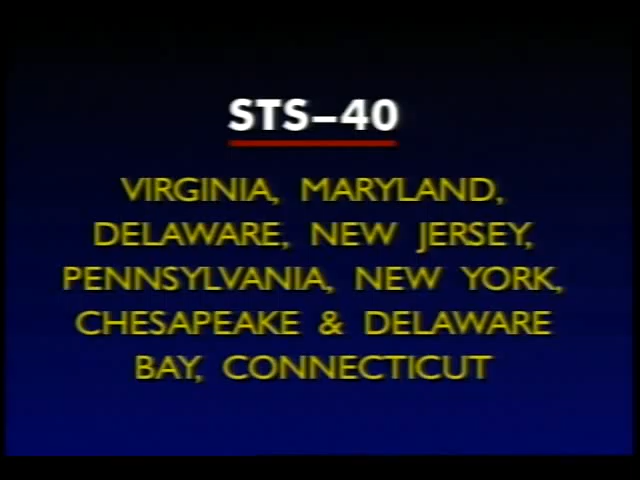 STS–40
VIRGINIA, MARYLAND,
DELAWARE, NEW JERSEY,
PENNSYLVANIA, NEW YORK,
CHESAPEAKE & DELAWARE
BAY, CONNECTICUT